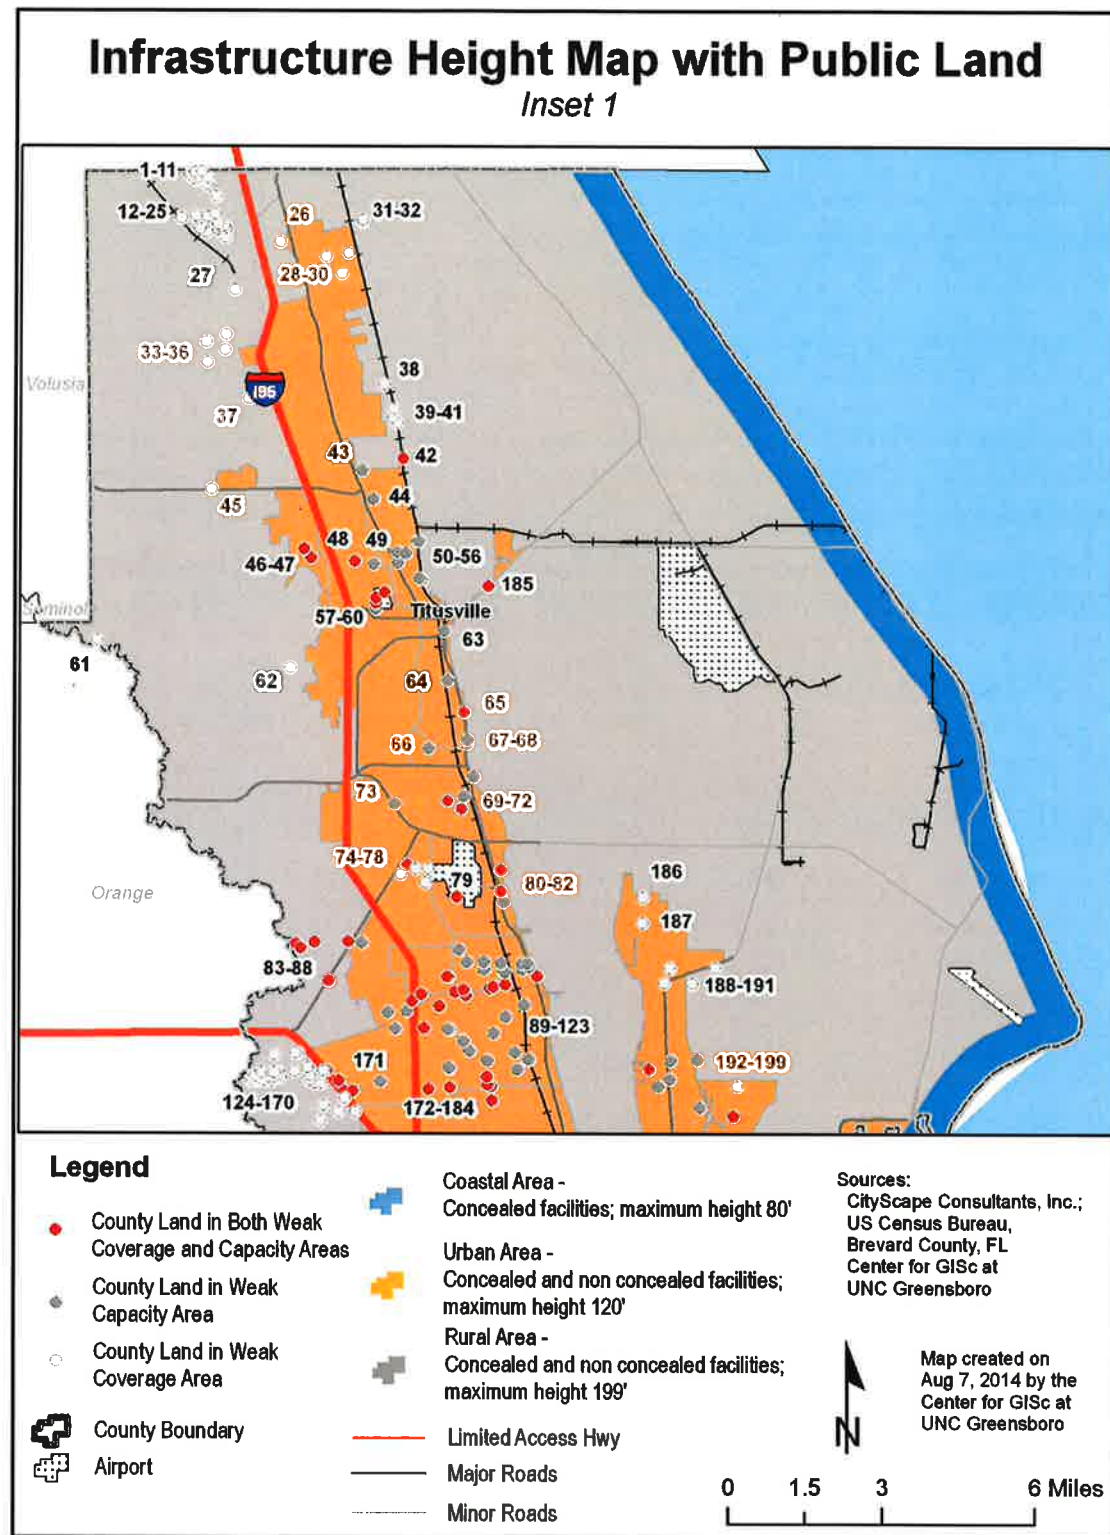 Infrastructure Height Map with Public Land
Inset 1
1-11
12-25
26
31-32
27
28-30
33-36
Volusia
195
38
37
39-41
43
42
45
44
48
49
46-47
50-56
185
Seminole
57-60
Titusville
63
61
62
64
65
66
67-68
73
69-72
74-78
79
80-82
186
Orange
187
83-88
188-191
89-123
171
192-199
124-170
172-184
Legend
County Land in Both Weak
Coverage and Capacity Areas
County Land in Weak
Capacity Area
County Land in Weak
Coverage Area
County Boundary
Airport
Coastal Area -
Concealed facilities; maximum height 80'
Urban Area -
Concealed and non concealed facilities;
maximum height 120'
Rural Area -
Concealed and non concealed facilities;
maximum height 199'
Limited Access Hwy
Major Roads
Minor Roads
Sources:
CityScape Consultants, Inc.;
US Census Bureau,
Brevard County, FL
Center for GISc at
UNC Greensboro
Map created on
Aug 7, 2014 by the
Center for GISc at
UNC Greensboro
N
0 1.5 3 6 Miles